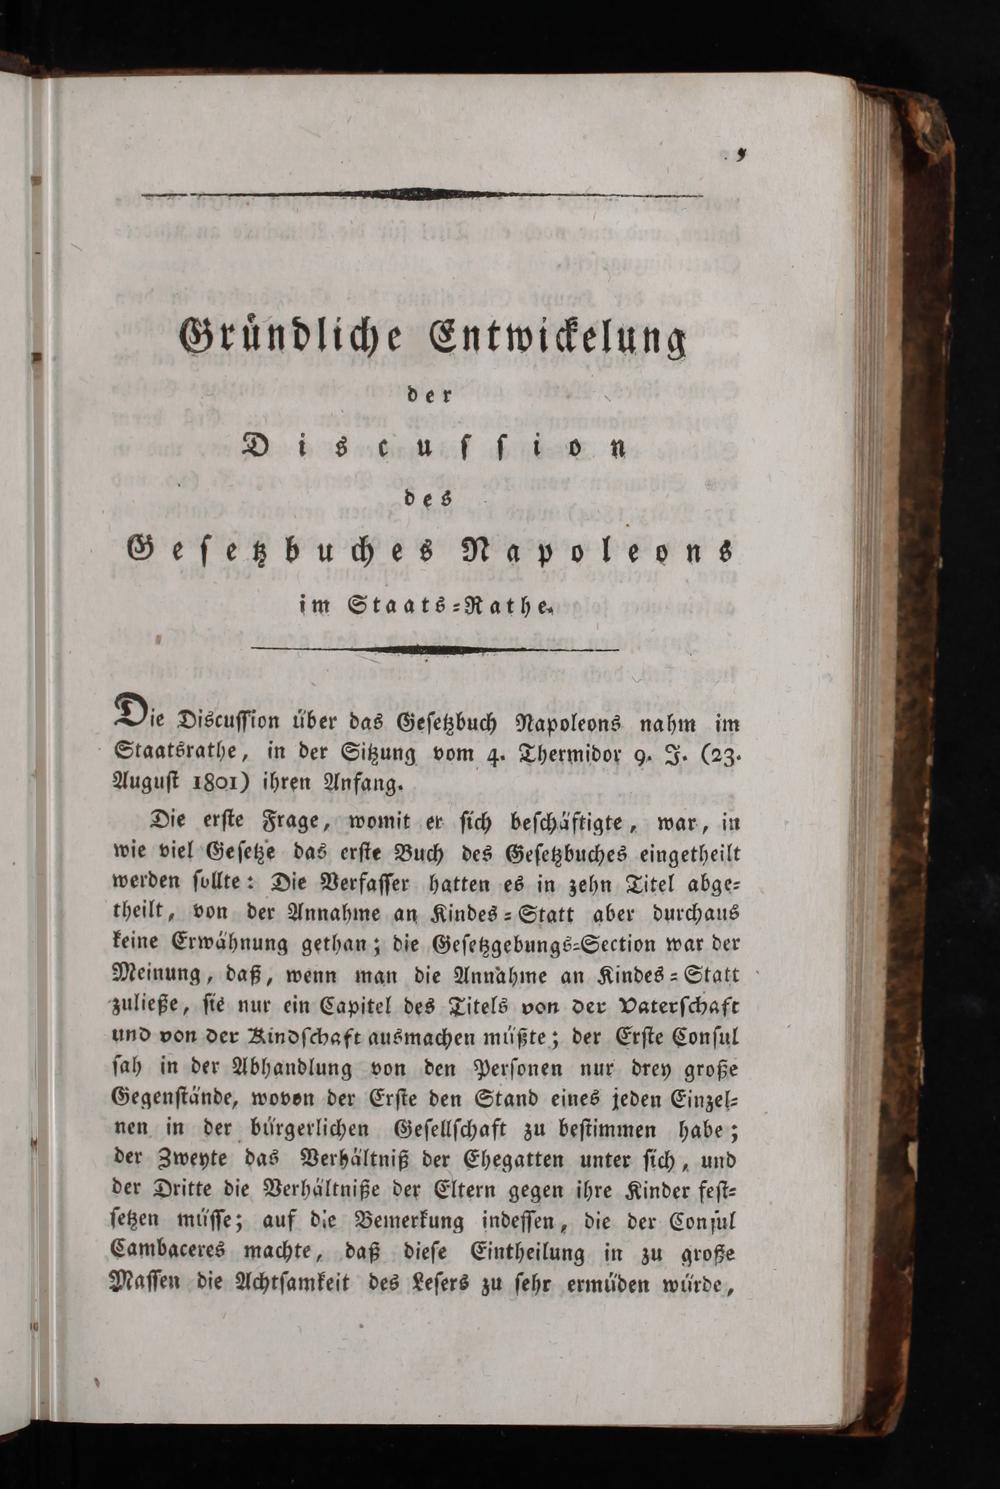 Gründliche Entwickelung
der
Discuſſion
des
Geſetzbuches Napoleons
im Staats-Rathe.
Die Discuſſion über das Geſetzbuch Napoleons nahm im
Staatsrathe, in der Sitzung vom 4. Thermidor 9. J. (23.
Auguſt 1801) ihren Anfang.
Die erſte Frage, womit er ſich beſchäftigte, war, in
wie viel Geſetze das erſte Buch des Geſetzbuches eingetheilt
werden ſollte: Die Verfaſſer hatten es in zehn Titel abge-
theilt, von der Annahme an Kindes-Statt aber durchaus
keine Erwähnung gethan; die Geſetzgebungs-Section war der
Meinung, daß, wenn man die Annahme an Kindes-Statt
zuließe, ſie nur ein Capitel des Titels von der Vaterſchaft
und von der Kindſchaft ausmachen müßte; der Erſte Conſul
ſah in der Abhandlung von den Perſonen nur drey große
Gegenſtände, wovon der Erſte den Stand eines jeden Einzel-
nen in der bürgerlichen Geſellſchaft zu beſtimmen habe;
der Zweyte das Verhältniß der Ehegatten unter ſich, und
der Dritte die Verhältniße der Eltern gegen ihre Kinder feſt-
ſetzen müſſe; auf die Bemerkung indeſſen, die der Conſul
Cambaceres machte, daß dieſe Eintheilung in zu große
Maſſen die Achtſamkeit des Leſers zu ſehr ermüden würde,